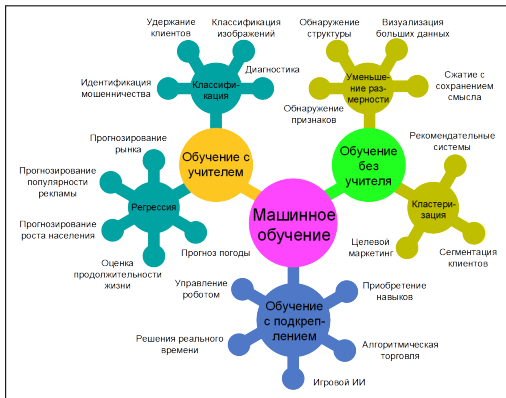 Удержание
клиентов
Классификация
изображений
Диагностика
Идентификация
мошенничества
Классифи-
кация
Обнаружение
структуры
Визуализация
больших данных
Уменьше-
ние раз-
мерности
Сжатие с
сохранением
смысла
Обнаружение
признаков
Прогнозирование
рынка
Обучение с
учителем
Обучение
без
учителя
Рекомендательные
системы
Прогнозирование
популярности
рекламы
Регрессия
Машинное
обучение
Кластери-
зация
Прогнозирование
роста населения
Прогноз погоды
Целевой
маркетинг
Сегментация
клиентов
Оценка
продолжительности
жизни
Управление
роботом
Обучение
с подкреп-
лением
Приобретение
навыков
Решения реального
времени
Алгоритмическая
торговля
Игровой ИИ